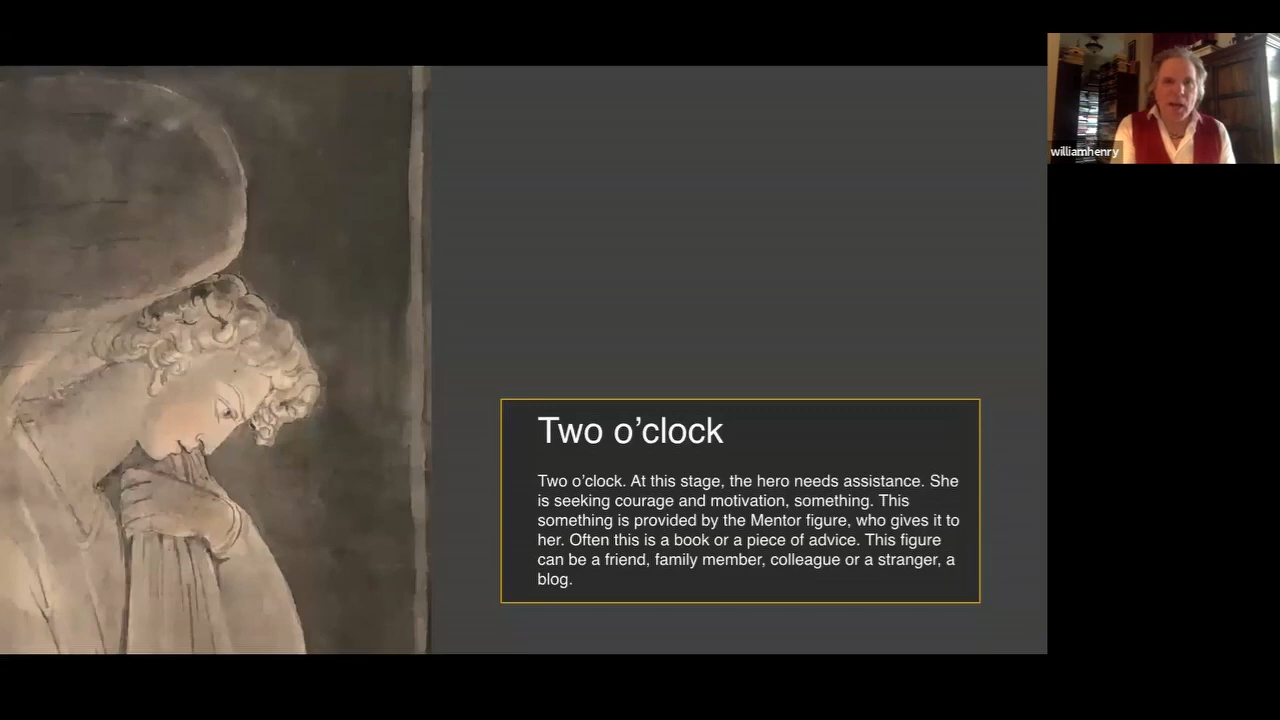 williamhenry
Two o’clock
Two o’clock. At this stage, the hero needs assistance. She
is seeking courage and motivation, something. This
something is provided by the Mentor figure, who gives it to
her. Often this is a book or a piece of advice. This figure
can be a friend, family member, colleague or a stranger, a
blog.